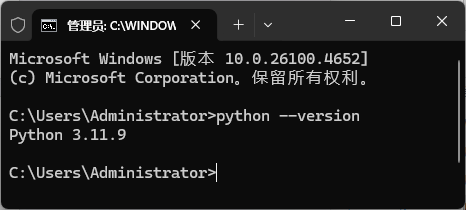 管理员: C:\WINDOW
Microsoft Windows [版本 10.0.26100.4652]
(c) Microsoft Corporation。保留所有权利。
C:\Users\Administrator>python --version
Python 3.11.9
C:\Users\Administrator>